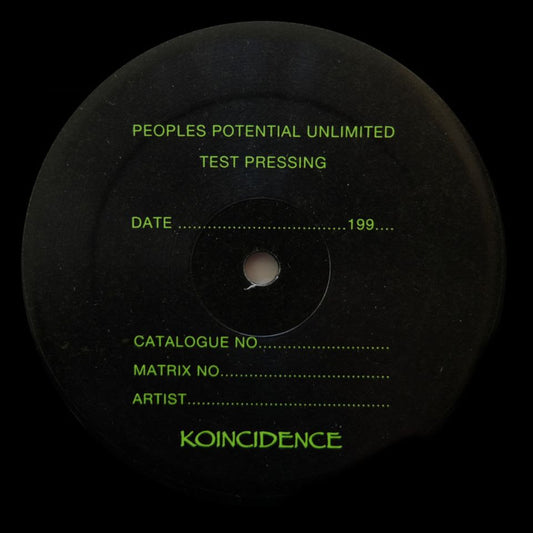 PEOPLES POTENTIAL UNLIMITED
TEST PRESSING
DATE ................................199....
CATALOGUE NO.........................
MATRIX NO................................
ARTIST.......................................
KOINCIDENCE